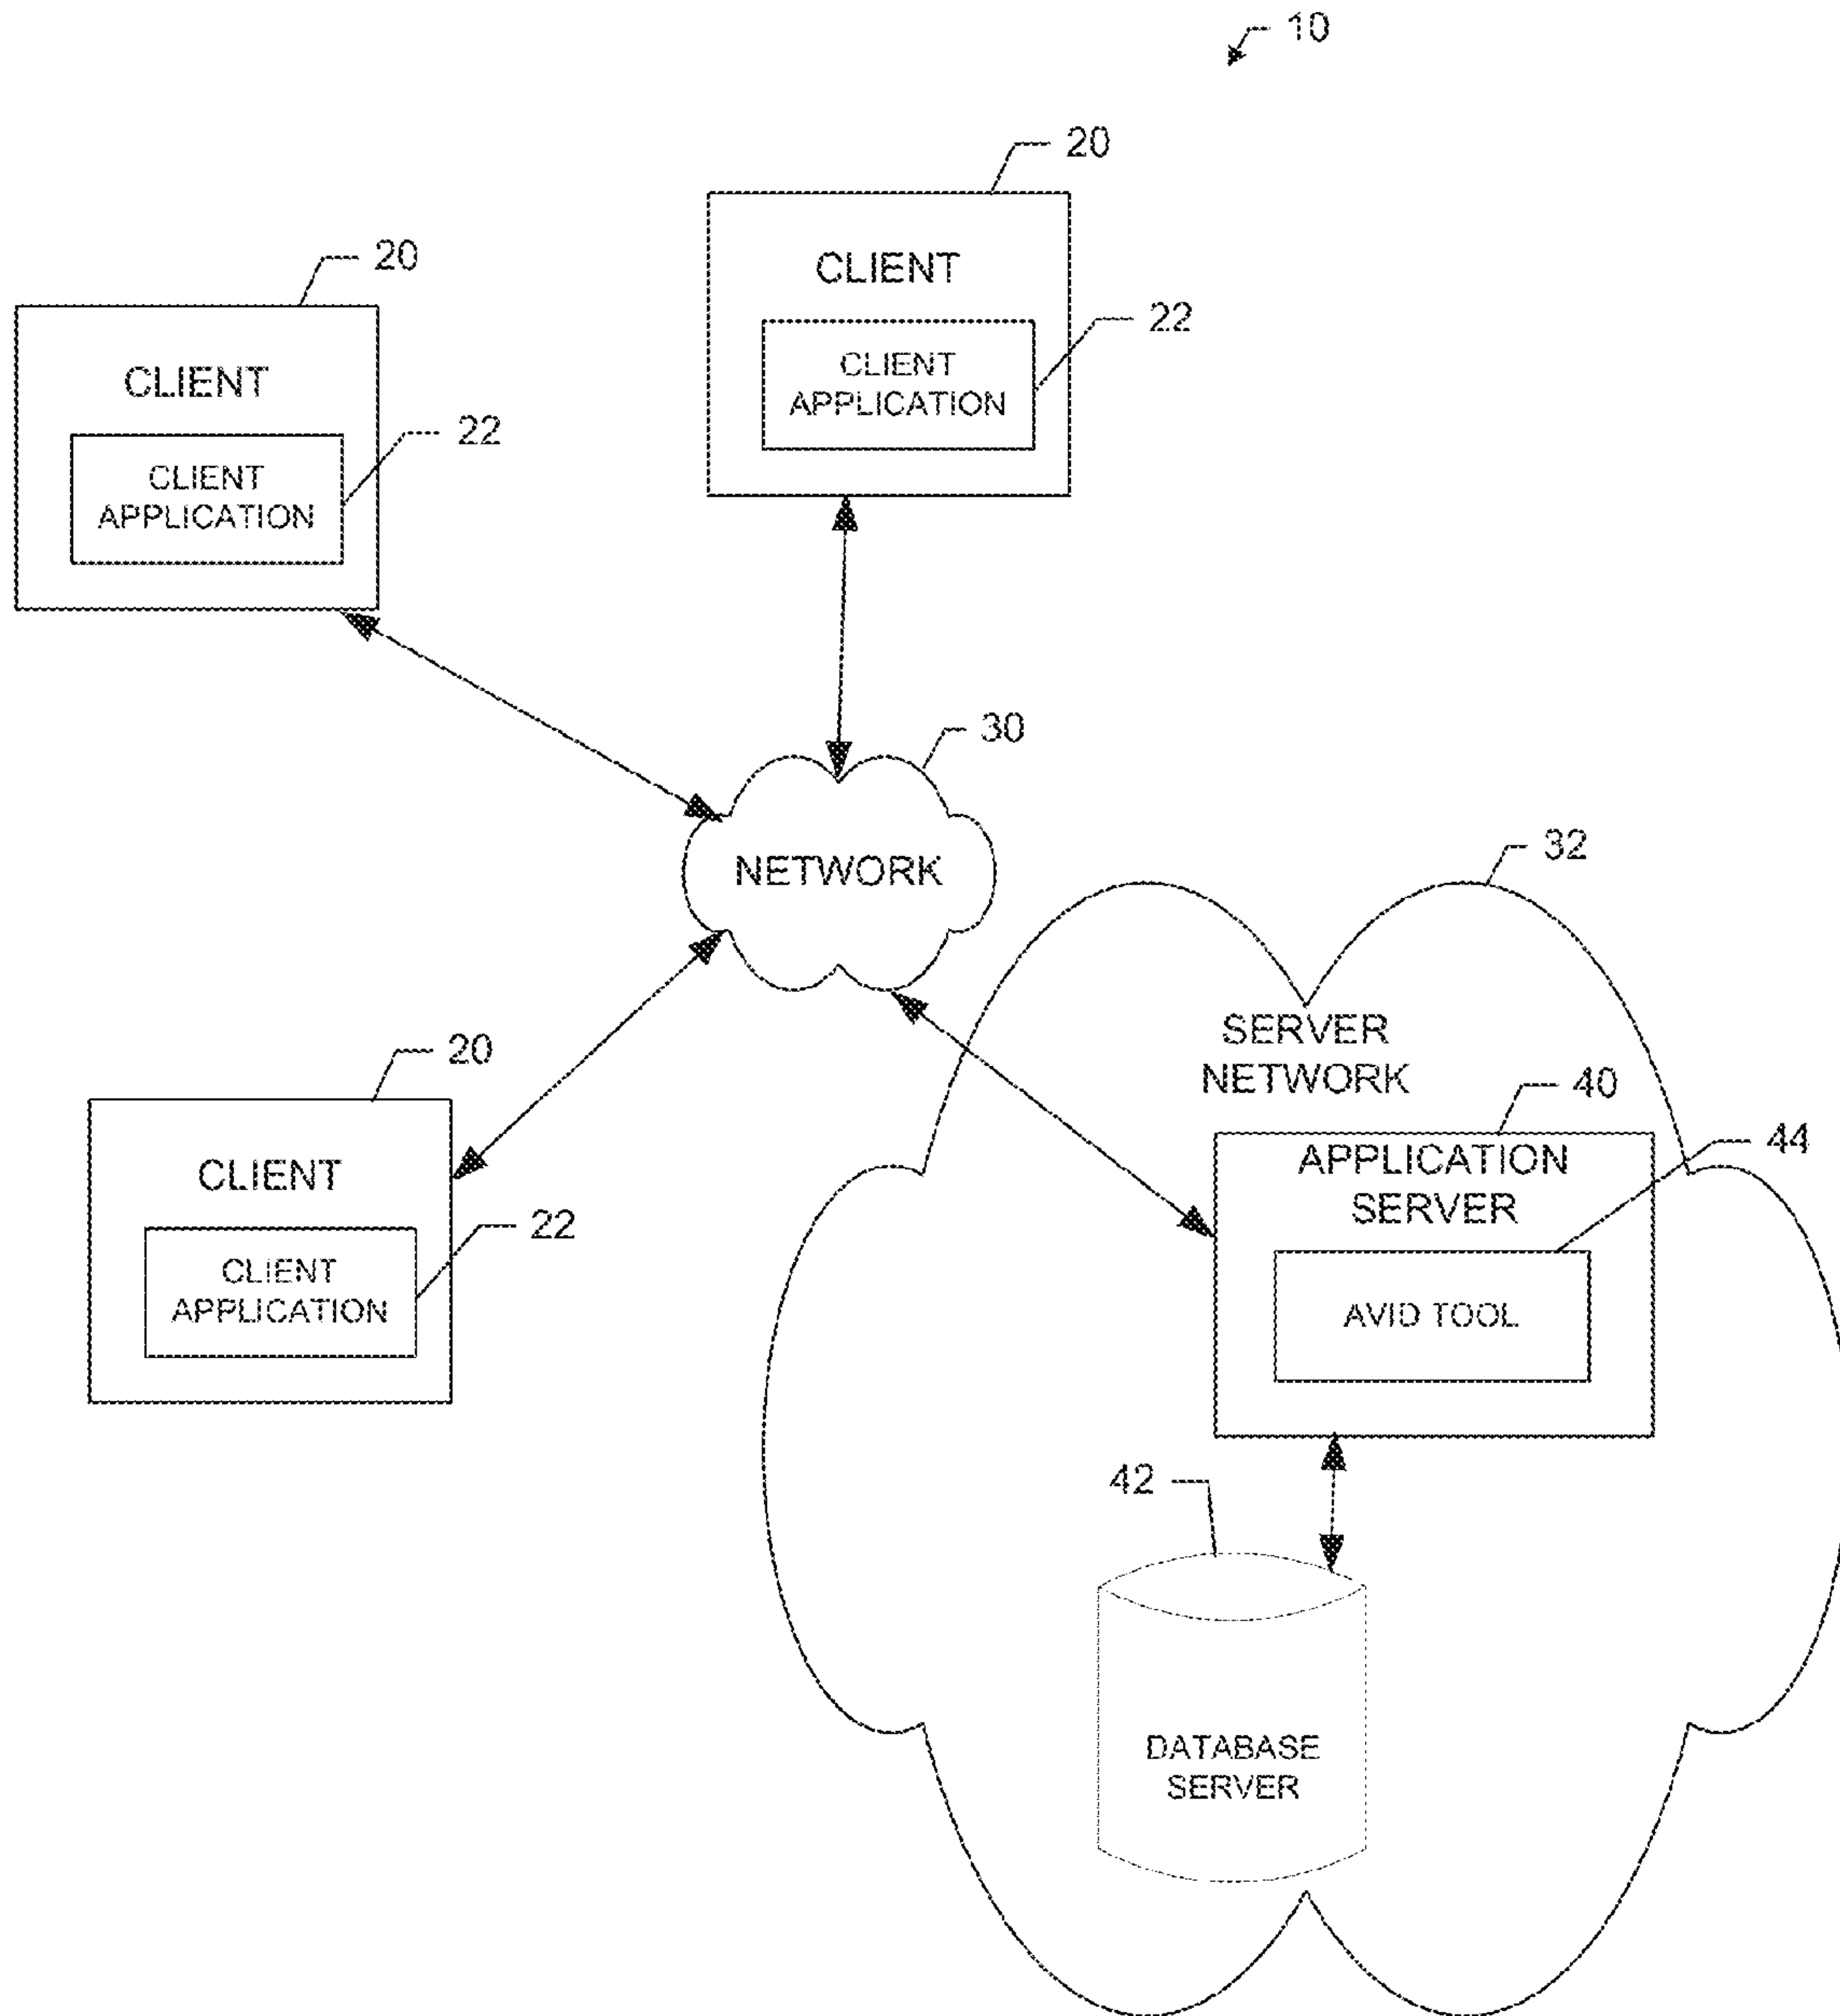 10
20
CLIENT
22
CLIENT
APPLICATION
20
CLIENT
22
CLIENT
APPLICATION
30
NETWORK
32
SERVER
NETWORK
20
CLIENT
22
CLIENT
APPLICATION
40
APPLICATION
SERVER
44
AVID TOOL
42
DATABASE
SERVER